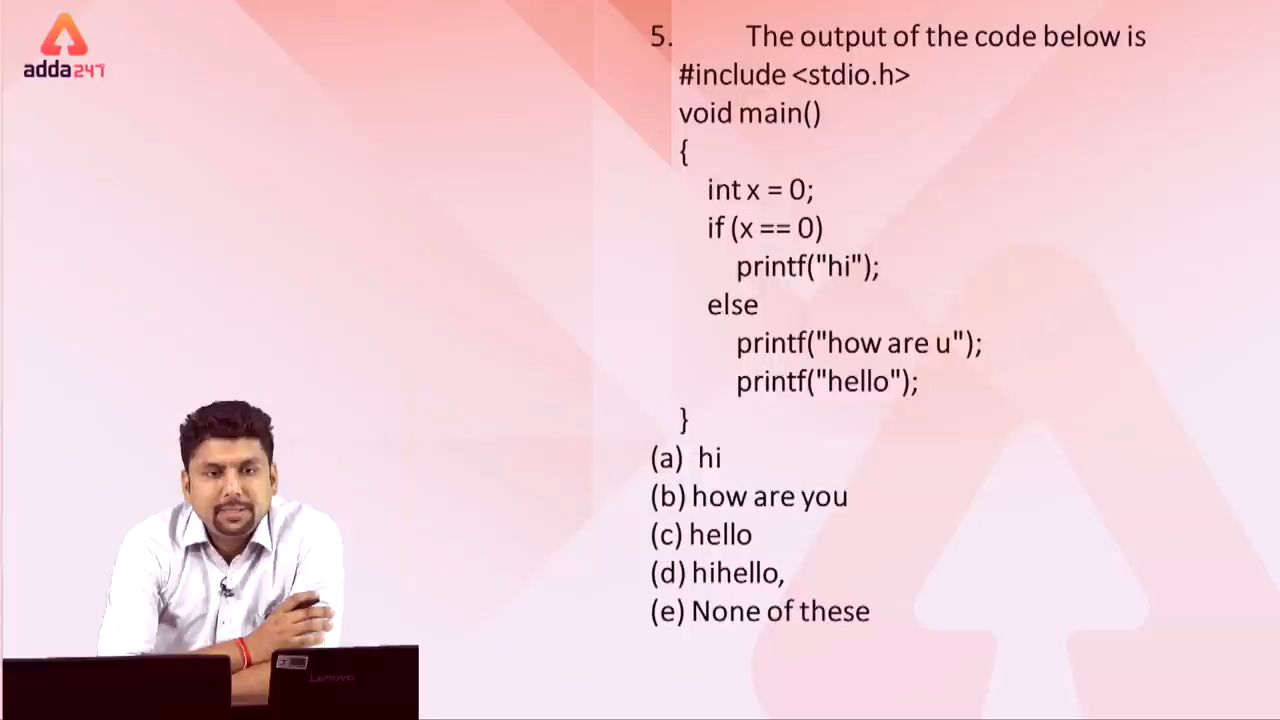 adda247
5. The output of the code below is
#include <stdio.h>
void main()
{
int x = 0;
if (x == 0)
printf("hi");
else
printf("how are u");
printf("hello");
}
(a) hi
(b) how are you
(c) hello
(d) hihello,
(e) None of these
Lenovo